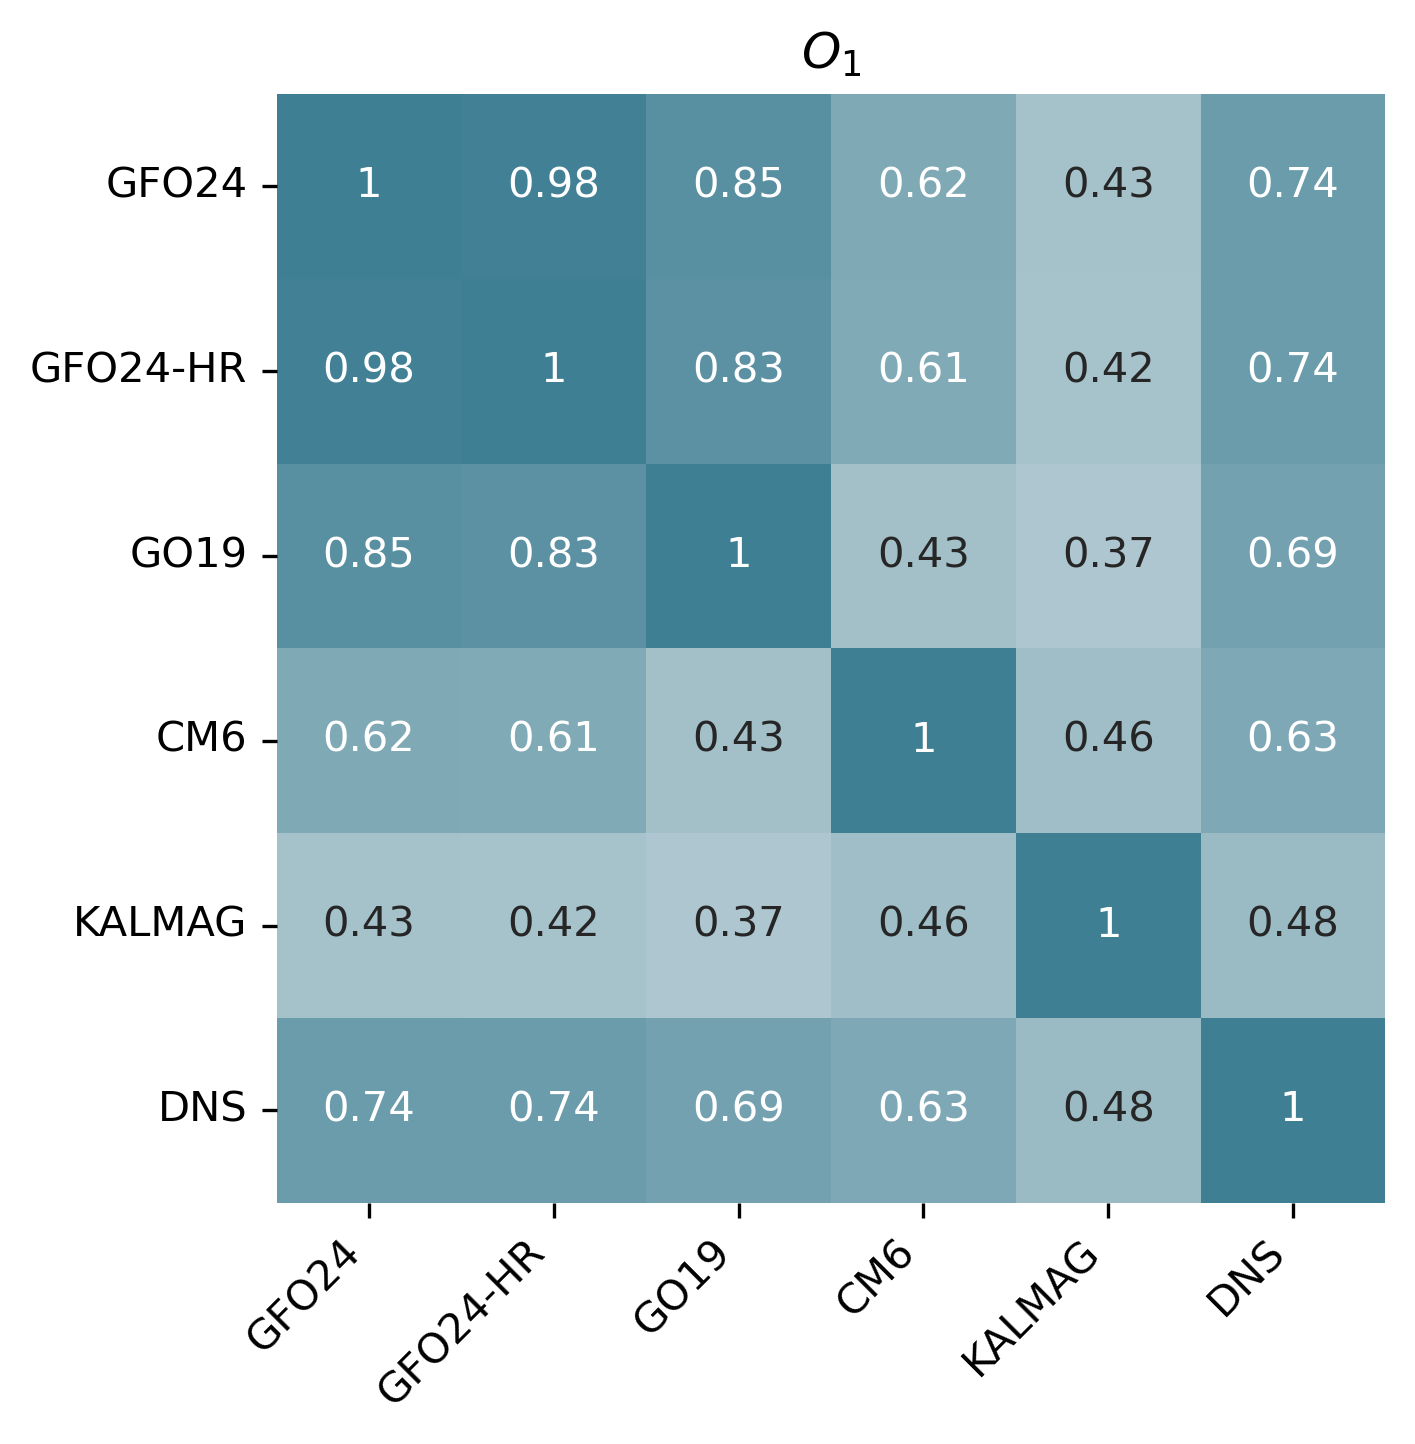 O₁
GFO24 1 0.98 0.85 0.62 0.43 0.74
GFO24-HR 0.98 1 0.83 0.61 0.42 0.74
GO19 0.85 0.83 1 0.43 0.37 0.69
CM6 0.62 0.61 0.43 1 0.46 0.63
KALMAG 0.43 0.42 0.37 0.46 1 0.48
DNS 0.74 0.74 0.69 0.63 0.48 1
GFO24 GFO24-HR GO19 CM6 KALMAG DNS